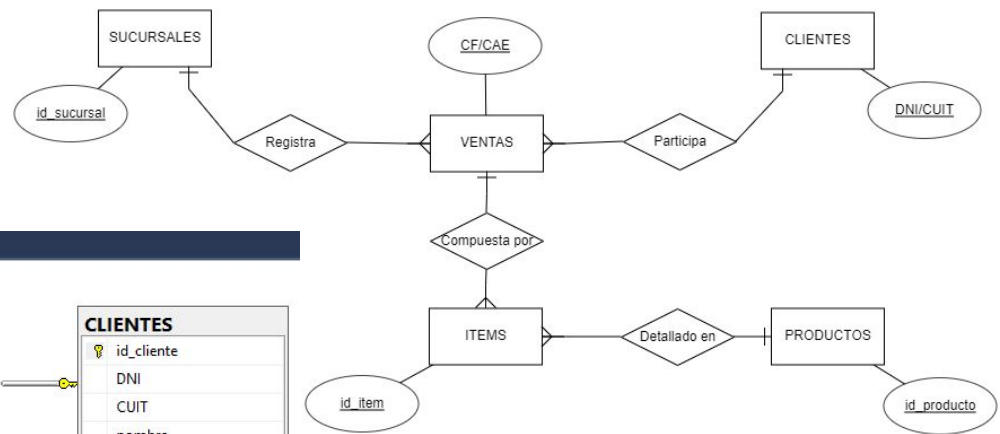 SUCURSALES
CF/CAE
CLIENTES
id_sucursal
DNI/CUIT
Registra
VENTAS
Participa
Compuesta por
CLIENTES
id_cliente
DNI
CUIT
ITEMS
Detallado en
PRODUCTOS
id_item
id_producto